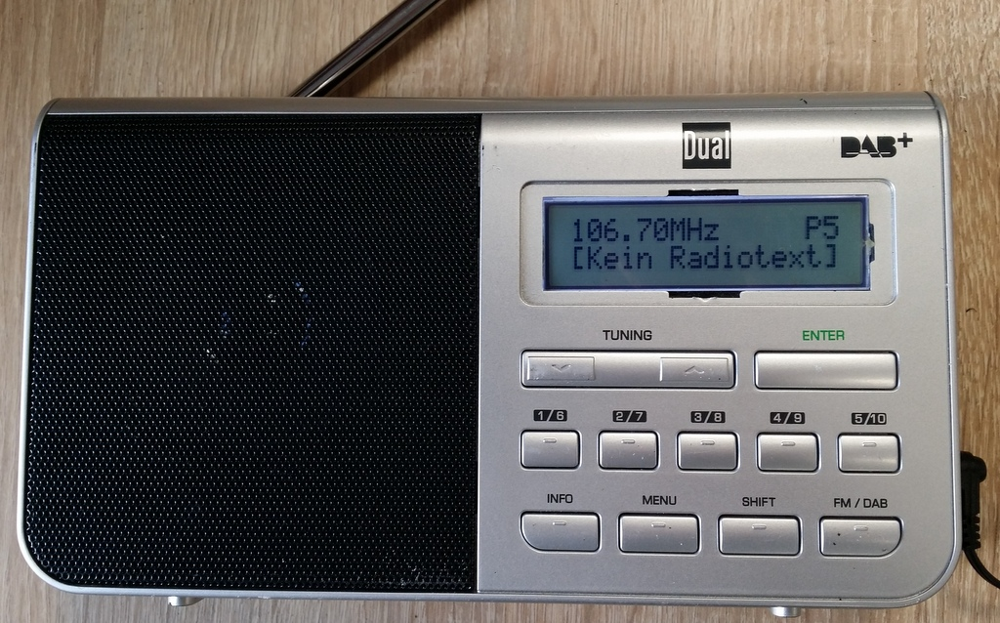 Dual
DAB+
106.70MHz P5
[Kein Radiotext]
TUNING
ENTER
1/6 2/7 3/8 4/9 5/10
INFO MENU SHIFT FM / DAB